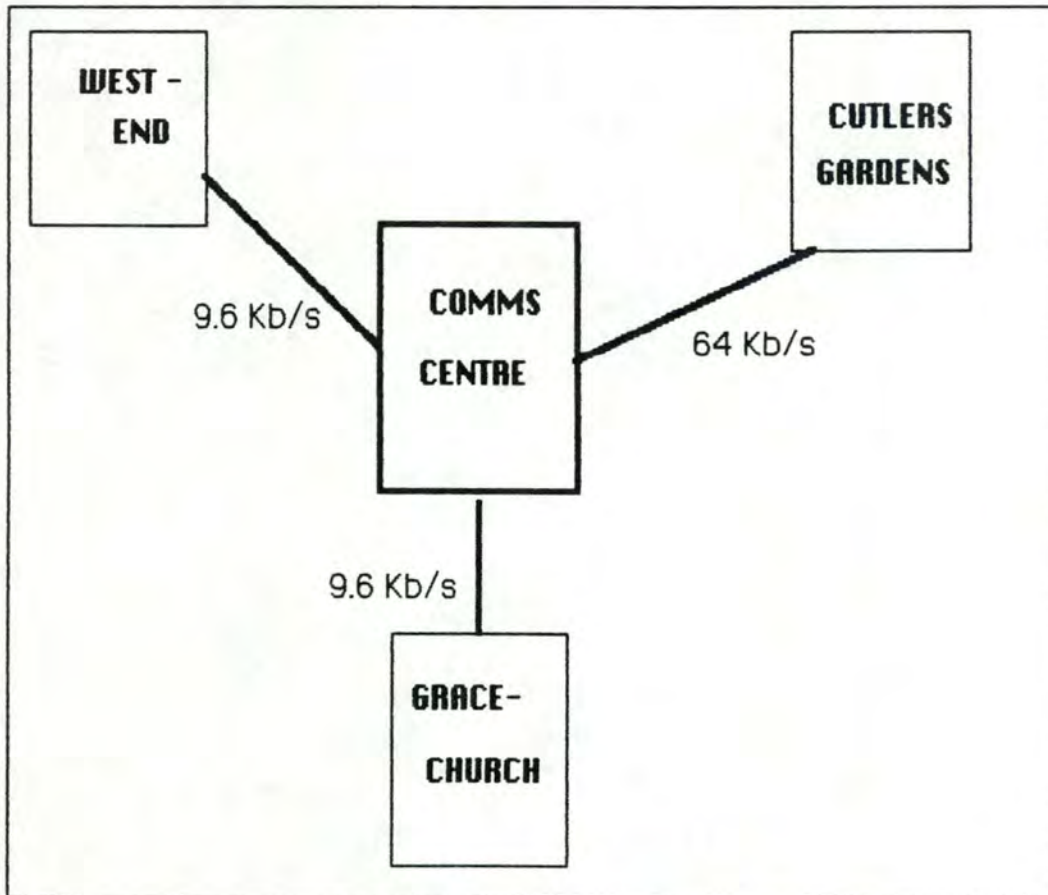 WEST -
END
CUTLERS
GARDENS
COMMS
CENTRE
9.6 Kb/s
64 Kb/s
9.6 Kb/s
GRACE-
CHURCH